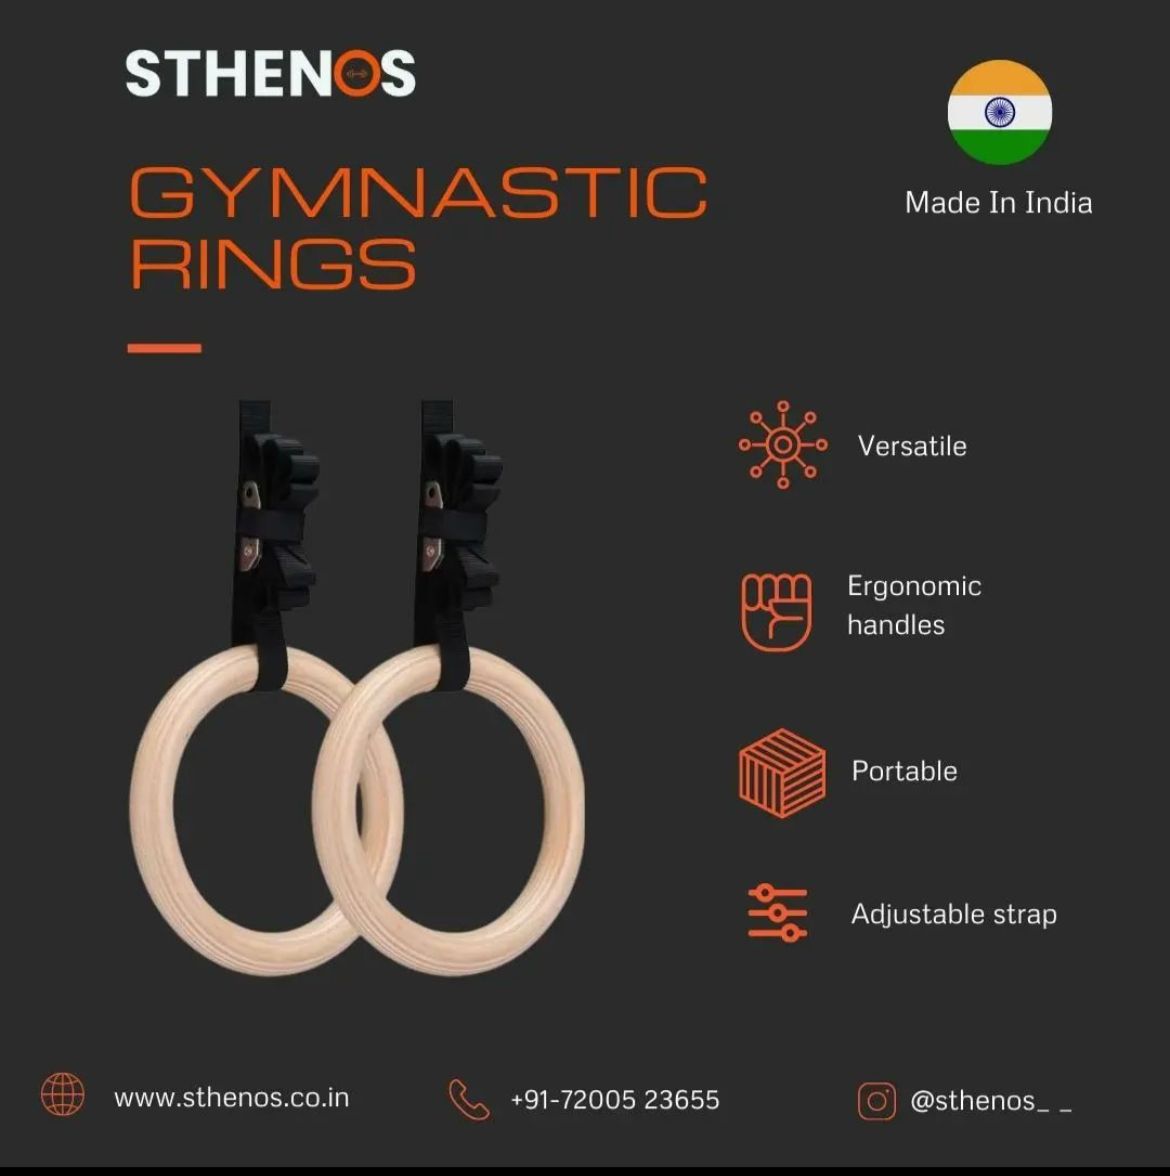 STHENOS
Made In India
GYMNASTIC
RINGS
Versatile
Ergonomic
handles
Portable
Adjustable strap
www.sthenos.co.in
+91-72005 23655
@sthenos_ _